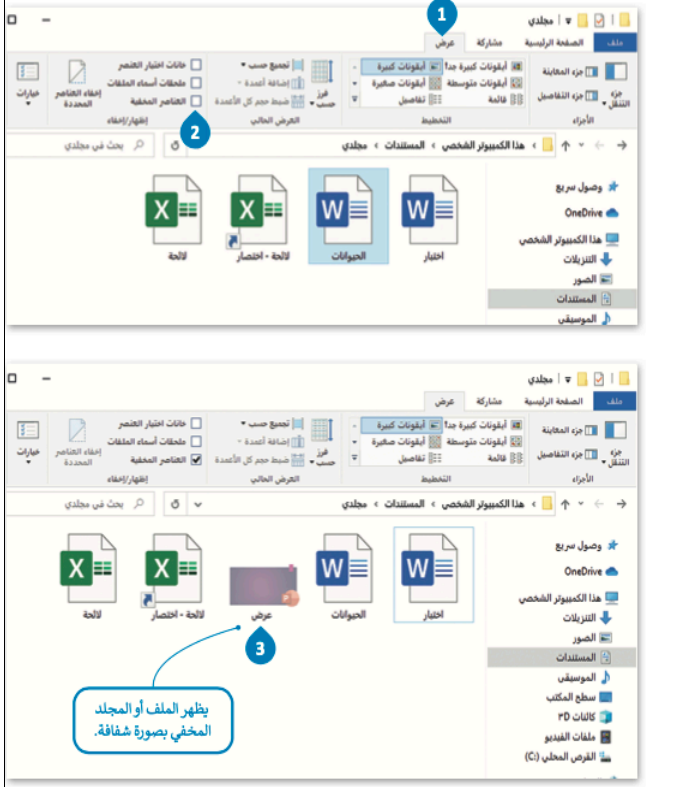 1
مجلدي
ملف
الصفحة الرئيسية
مشاركة
عرض
جزء التنقل
جزء المعاينة
جزء التفاصيل
الأجزاء
أيقونات كبيرة جدا
أيقونات كبيرة
أيقونات متوسطة
أيقونات صغيرة
قائمة
تفاصيل
التخطيط
فرز حسب
تجميع حسب
إضافة أعمدة
ضبط حجم كل الأعمدة
العرض الحالي
خانات اختيار العنصر
ملحقات أسماء الملفات
العناصر المخفية
إخفاء العناصر المحددة
إظهار/إخفاء
خيارات
2
هذا الكمبيوتر الشخصي
المستندات
مجلدي
بحث في مجلدي
وصول سريع
OneDrive
هذا الكمبيوتر الشخصي
التنزيلات
الصور
المستندات
الموسيقى
اختبار
الحيوانات
لائحة - اختصار
لائحة
مجلدي
ملف
الصفحة الرئيسية
مشاركة
عرض
جزء التنقل
جزء المعاينة
جزء التفاصيل
الأجزاء
أيقونات كبيرة جدا
أيقونات كبيرة
أيقونات متوسطة
أيقونات صغيرة
قائمة
تفاصيل
التخطيط
فرز حسب
تجميع حسب
إضافة أعمدة
ضبط حجم كل الأعمدة
العرض الحالي
خانات اختيار العنصر
ملحقات أسماء الملفات
العناصر المخفية
إخفاء العناصر المحددة
إظهار/إخفاء
خيارات
هذا الكمبيوتر الشخصي
المستندات
مجلدي
بحث في مجلدي
وصول سريع
OneDrive
هذا الكمبيوتر الشخصي
التنزيلات
الصور
المستندات
الموسيقى
سطح المكتب
كائنات ٣D
ملفات الفيديو
القرص المحلي (C:)
اختبار
الحيوانات
عرض
لائحة - اختصار
لائحة
3
يظهر الملف أو المجلد
المخفي بصورة شفافة.